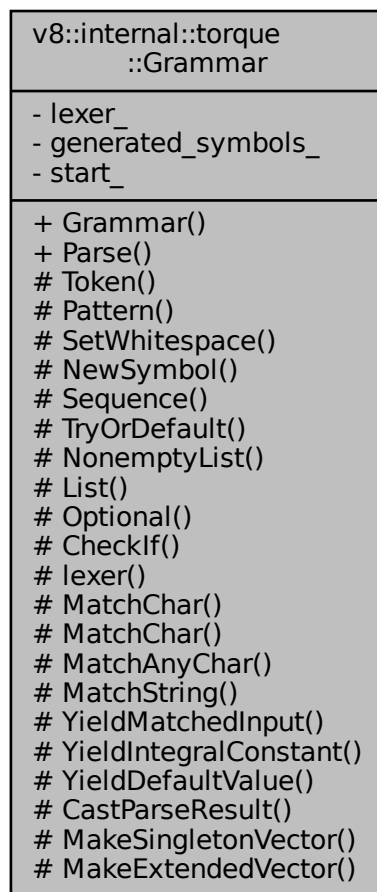 v8::internal::torque
::Grammar
- lexer_
- generated_symbols_
- start_
+ Grammar()
+ Parse()
# Token()
# Pattern()
# SetWhitespace()
# NewSymbol()
# Sequence()
# TryOrDefault()
# NonemptyList()
# List()
# Optional()
# CheckIf()
# lexer()
# MatchChar()
# MatchChar()
# MatchAnyChar()
# MatchString()
# YieldMatchedInput()
# YieldIntegralConstant()
# YieldDefaultValue()
# CastParseResult()
# MakeSingletonVector()
# MakeExtendedVector()